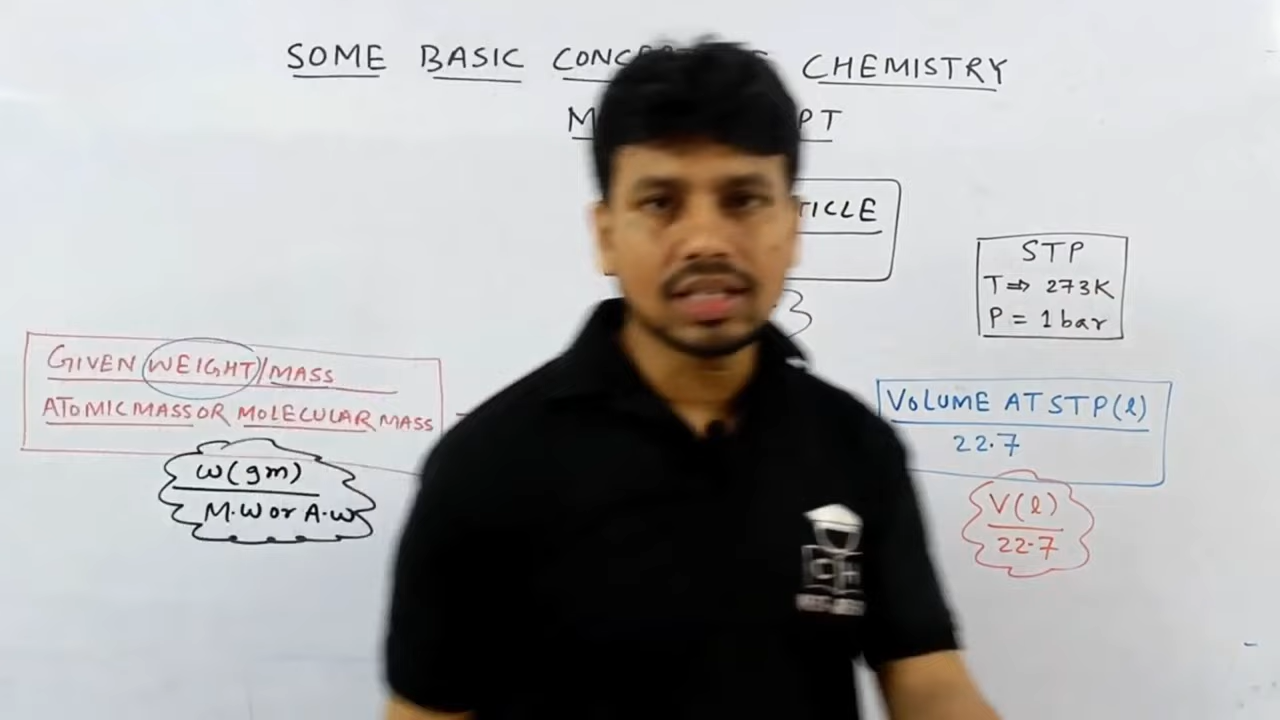 SOME BASIC CHEMISTRY
STP
T ⇒ 273K
P = 1 bar
GIVEN WEIGHT/MASS
ATOMIC MASS OR MOLECULAR MASS
w(gm)
M.W or A.W
VOLUME AT STP(l)
22.7
V(l)
22.7